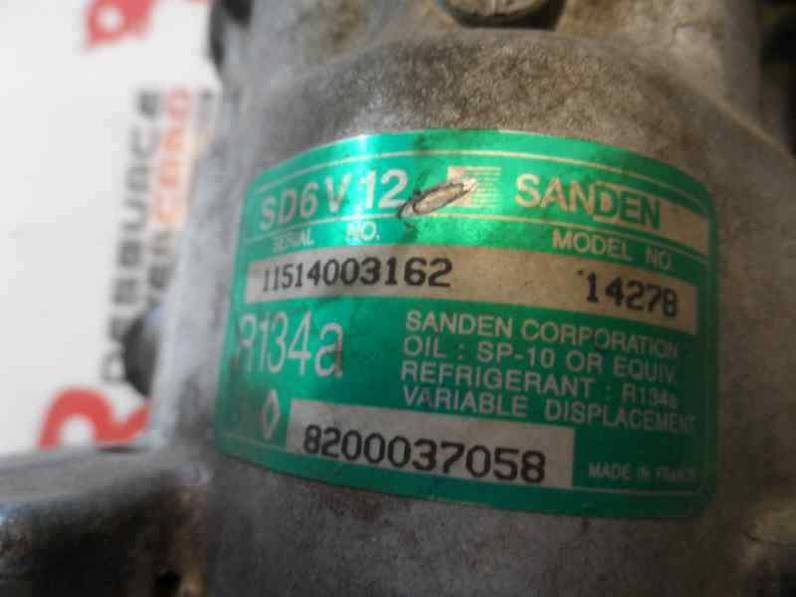 SD6V12 SANDEN
SERIAL NO. MODEL NO.
11514003162 14278
R134a
SANDEN CORPORATION
OIL : SP-10 OR EQUIV.
REFRIGERANT : R134a
VARIABLE DISPLACEMENT
8200037058
MADE IN FRANCE
DESGUACE